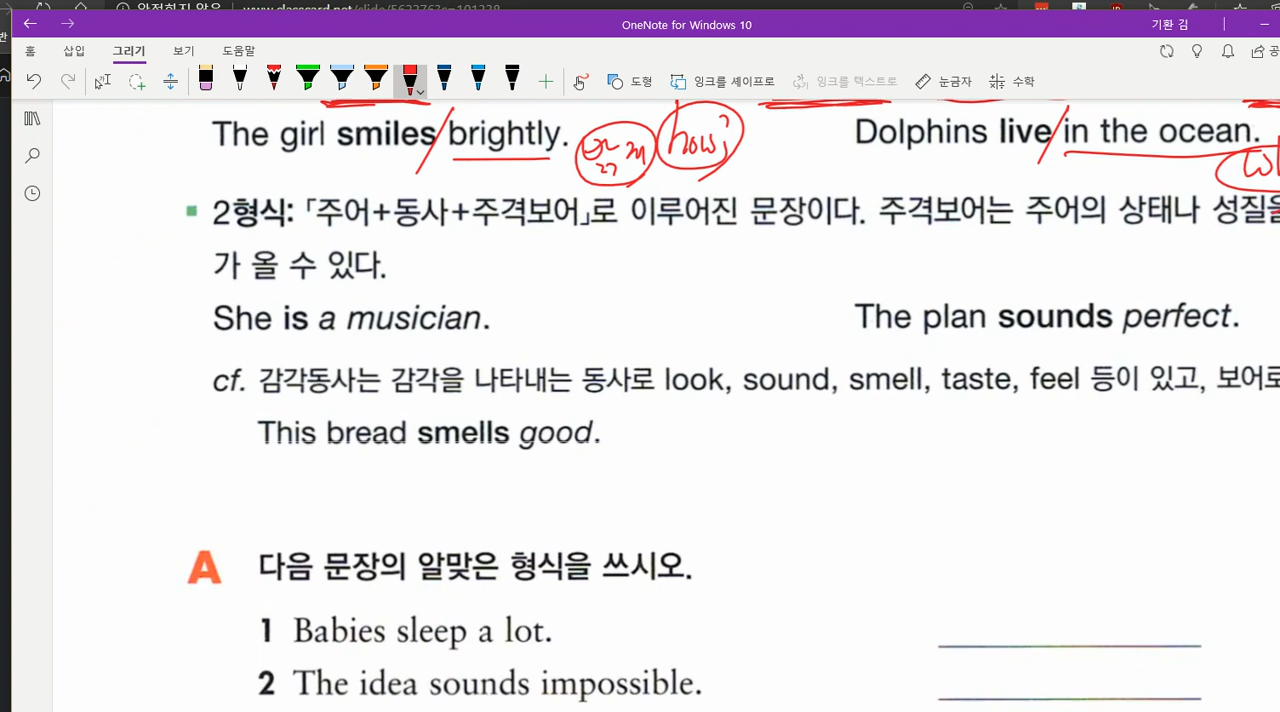 OneNote for Windows 10
기환 김
홈 삽입 그리기 보기 도움말
도형 잉크를 셰이프로 잉크를 텍스트로 눈금자 수학
The girl smiles/brightly. how? Dolphins live/in the ocean.
2형식: 「주어+동사+주격보어」로 이루어진 문장이다. 주격보어는 주어의 상태나 성질을
가 올 수 있다.
She is a musician. The plan sounds perfect.
cf. 감각동사는 감각을 나타내는 동사로 look, sound, smell, taste, feel 등이 있고, 보어로
This bread smells good.
A 다음 문장의 알맞은 형식을 쓰시오.
1 Babies sleep a lot.
2 The idea sounds impossible.